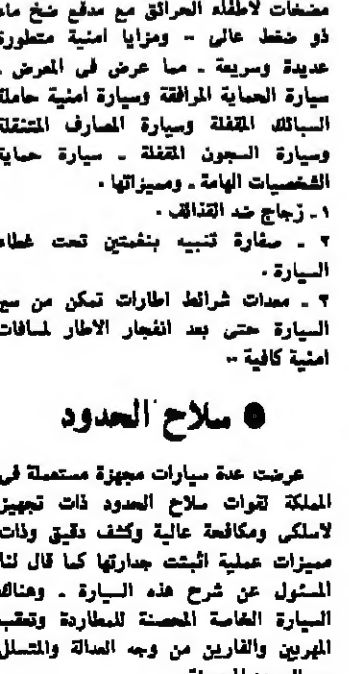 مضخات لاطفاء الحرائق مع مدفع ضخ ماء
ذو ضغط عالي - ومزايا امنية متطورة
عديدة وسريعة . مما عرض في المعرض .
سيارة الحماية المرافقة وسيارة امنية حاملة
السبائك المقفلة وسيارة المصارف المتنقلة
وسيارة السجون المقفلة . سيارة حماية
الشخصيات الهامة . ومميزاتها .
١ - زجاج ضد القذائف .
٢ - صفارة تنبيه بنغمتين تحت غطاء
السيارة .
٣ - معدات شرائط اطارات تمكن من سير
السيارة حتى بعد انفجار الاطار لمسافات
امنية كافية ..
سلاح الحدود
عرضت عدة سيارات مجهزة مستعملة في
المملكة لقوات سلاح الحدود ذات تجهيز
لاسلكي ومكافحة عالية وكشف دقيق وذات
مميزات عملية اثبتت جدارتها كما قال لنا
المسئول عن شرح هذه السيارة . وهناك
السيارة الخاصة المحصنة للمطاردة وتعقب
المهربين والفارين من وجه العدالة والمتسلل